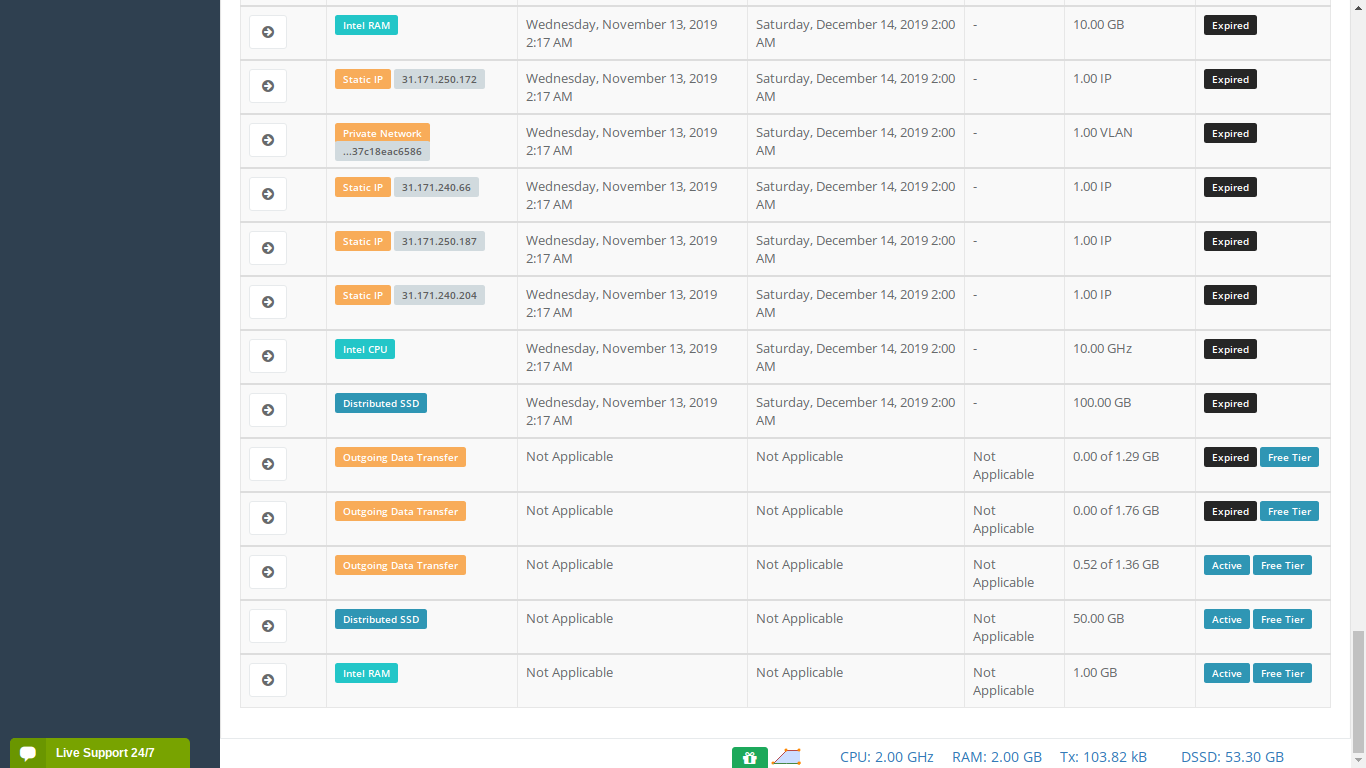 Intel RAM Wednesday, November 13, 2019 Saturday, December 14, 2019 2:00 - 10.00 GB Expired
2:17 AM AM
Static IP 31.171.250.172 Wednesday, November 13, 2019 Saturday, December 14, 2019 2:00 - 1.00 IP Expired
2:17 AM AM
Private Network Wednesday, November 13, 2019 Saturday, December 14, 2019 2:00 - 1.00 VLAN Expired
...37c18eac6586 2:17 AM AM
Static IP 31.171.240.66 Wednesday, November 13, 2019 Saturday, December 14, 2019 2:00 - 1.00 IP Expired
2:17 AM AM
Static IP 31.171.250.187 Wednesday, November 13, 2019 Saturday, December 14, 2019 2:00 - 1.00 IP Expired
2:17 AM AM
Static IP 31.171.240.204 Wednesday, November 13, 2019 Saturday, December 14, 2019 2:00 - 1.00 IP Expired
2:17 AM AM
Intel CPU Wednesday, November 13, 2019 Saturday, December 14, 2019 2:00 - 10.00 GHz Expired
2:17 AM AM
Distributed SSD Wednesday, November 13, 2019 Saturday, December 14, 2019 2:00 - 100.00 GB Expired
2:17 AM AM
Outgoing Data Transfer Not Applicable Not Applicable Not 0.00 of 1.29 GB Expired Free Tier
Applicable
Outgoing Data Transfer Not Applicable Not Applicable Not 0.00 of 1.76 GB Expired Free Tier
Applicable
Outgoing Data Transfer Not Applicable Not Applicable Not 0.52 of 1.36 GB Active Free Tier
Applicable
Distributed SSD Not Applicable Not Applicable Not 50.00 GB Active Free Tier
Applicable
Intel RAM Not Applicable Not Applicable Not 1.00 GB Active Free Tier
Applicable
Live Support 24/7
CPU: 2.00 GHz RAM: 2.00 GB Tx: 103.82 kB DSSD: 53.30 GB